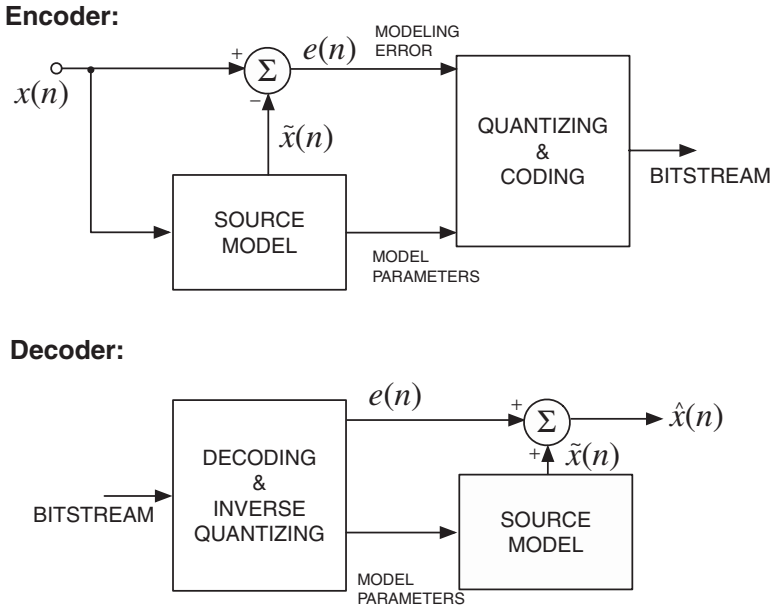 Encoder:
x(n)
+
Σ
−
e(n)
MODELING
ERROR
x̃(n)
SOURCE
MODEL
MODEL
PARAMETERS
QUANTIZING
&
CODING
BITSTREAM
Decoder:
BITSTREAM
DECODING
&
INVERSE
QUANTIZING
e(n)
+
Σ
+
x̂(n)
x̃(n)
SOURCE
MODEL
MODEL
PARAMETERS